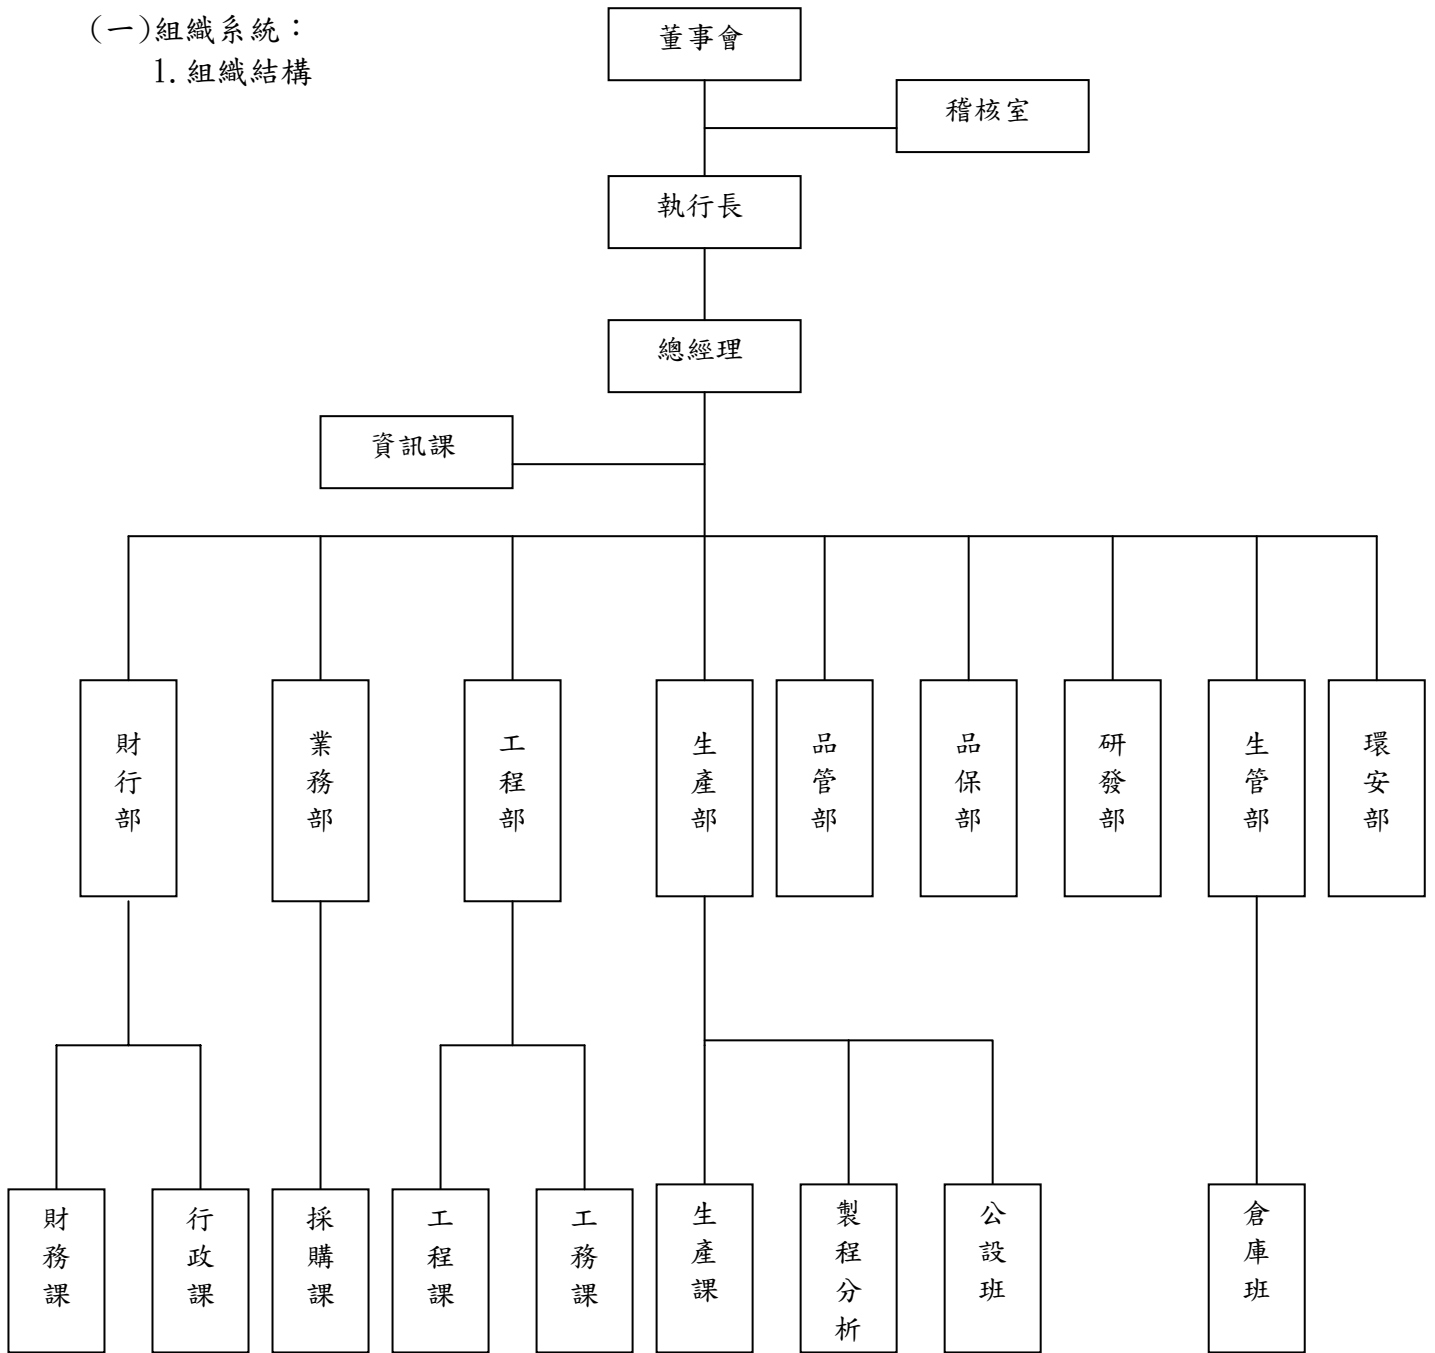 (一)組織系統：
1. 組織結構
董事會
稽核室
執行長
總經理
資訊課
財行部
業務部
工程部
生產部
品管部
品保部
研發部
生管部
環安部
財務課
行政課
採購課
工程課
工務課
生產課
製程分析
公設班
倉庫班